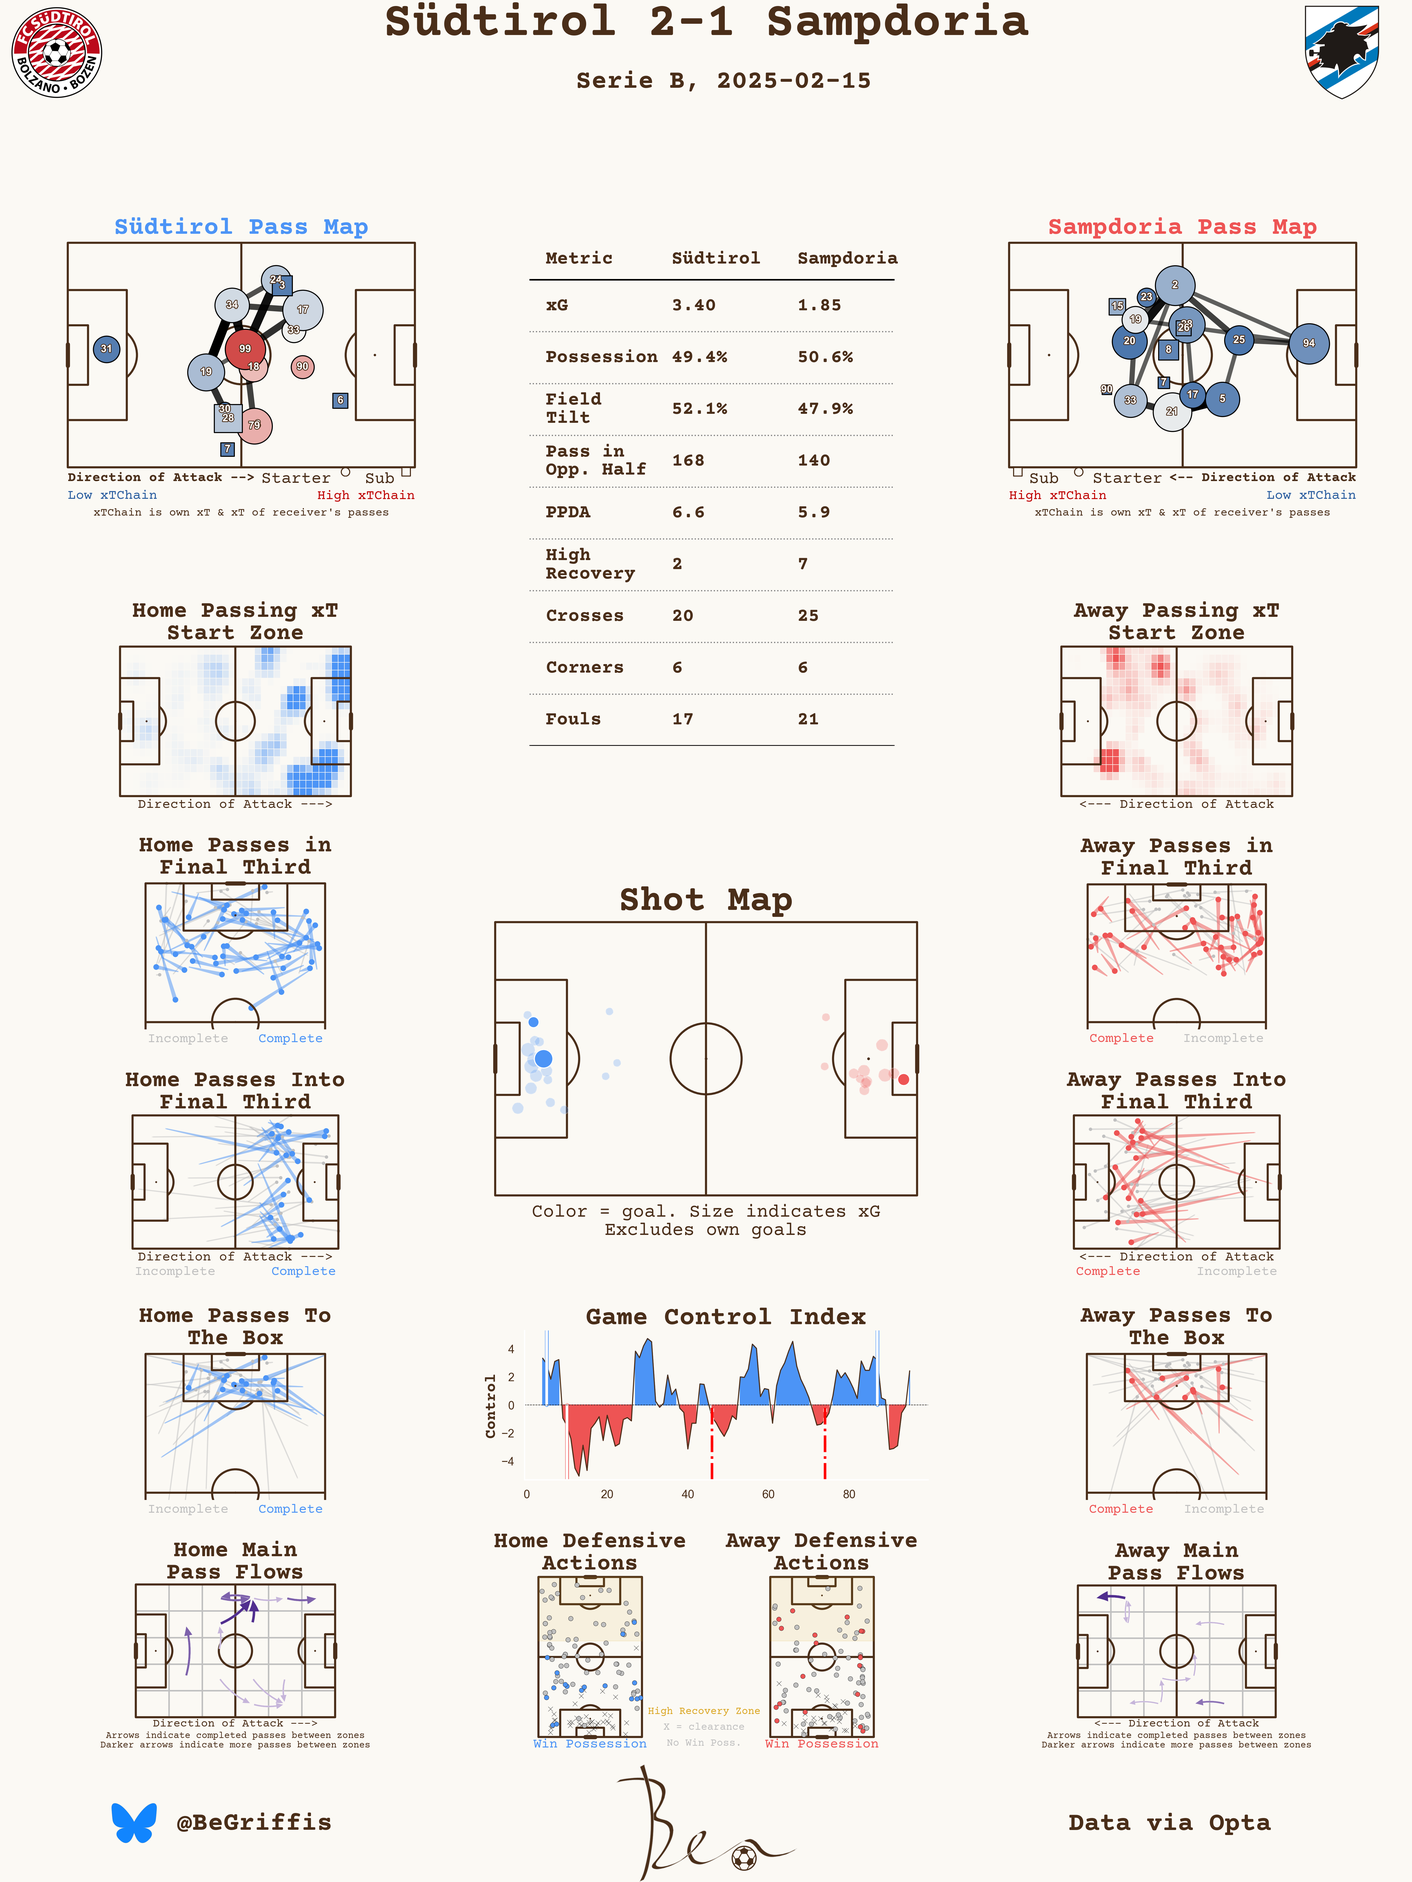 Südtirol 2-1 Sampdoria
Serie B, 2025-02-15
FC SÜDTIROL
BOLZANO • BOZEN
Südtirol Pass Map
24
3
34
17
33
31
99
18
90
19
6
30
28
79
7
Direction of Attack --> Starter Sub
Low xTChain High xTChain
xTChain is own xT & xT of receiver's passes
Metric Südtirol Sampdoria
xG 3.40 1.85
Possession 49.4% 50.6%
Field
Tilt 52.1% 47.9%
Pass in
Opp. Half 168 140
PPDA 6.6 5.9
High
Recovery 2 7
Crosses 20 25
Corners 6 6
Fouls 17 21
Sampdoria Pass Map
2
23
15
19
28
26
20
8
25
94
7
90
33
17
5
21
Sub Starter <-- Direction of Attack
High xTChain Low xTChain
xTChain is own xT & xT of receiver's passes
Home Passing xT
Start Zone
Direction of Attack --->
Away Passing xT
Start Zone
<--- Direction of Attack
Home Passes in
Final Third
Incomplete Complete
Away Passes in
Final Third
Complete Incomplete
Shot Map
Color = goal. Size indicates xG
Excludes own goals
Home Passes Into
Final Third
Direction of Attack --->
Incomplete Complete
Away Passes Into
Final Third
<--- Direction of Attack
Complete Incomplete
Home Passes To
The Box
Incomplete Complete
Game Control Index
Control
4
2
0
−2
−4
0 20 40 60 80
Away Passes To
The Box
Complete Incomplete
Home Main
Pass Flows
Direction of Attack --->
Arrows indicate completed passes between zones
Darker arrows indicate more passes between zones
Home Defensive
Actions
Win Possession
High Recovery Zone
X = clearance
No Win Poss.
Away Defensive
Actions
Win Possession
Away Main
Pass Flows
<--- Direction of Attack
Arrows indicate completed passes between zones
Darker arrows indicate more passes between zones
@BeGriffis
Ben
Data via Opta